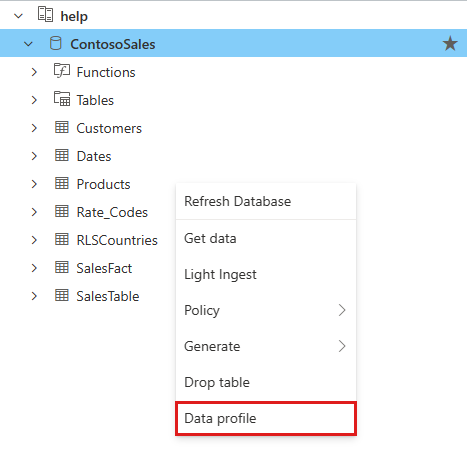 help
ContosoSales
Functions
Tables
Customers
Dates
Products
Rate_Codes
RLSCountries
SalesFact
SalesTable
Refresh Database
Get data
Light Ingest
Policy
Generate
Drop table
Data profile